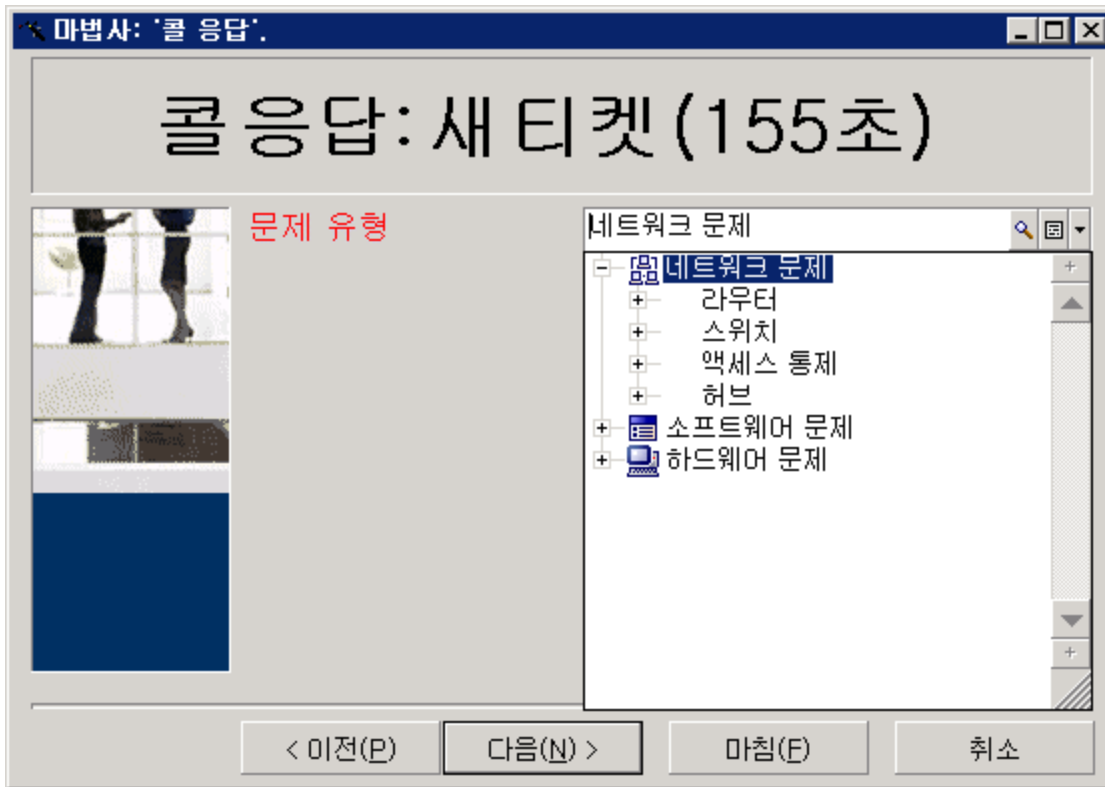 마법사: '콜 응답'.
콜 응답: 새 티켓 (155초)
문제 유형
네트워크 문제
네트워크 문제
라우터
스위치
액세스 통제
허브
소프트웨어 문제
하드웨어 문제
< 이전(P)
다음(N) >
마침(F)
취소